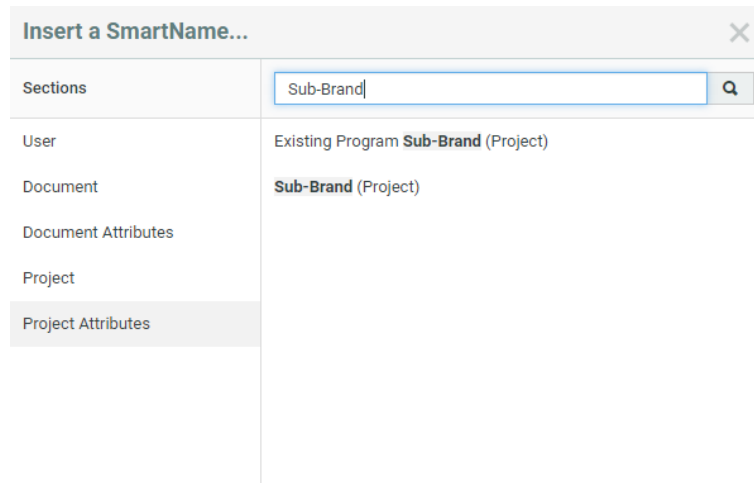 Insert a SmartName...
Sections
Sub-Brand
User
Existing Program Sub-Brand (Project)
Document
Sub-Brand (Project)
Document Attributes
Project
Project Attributes